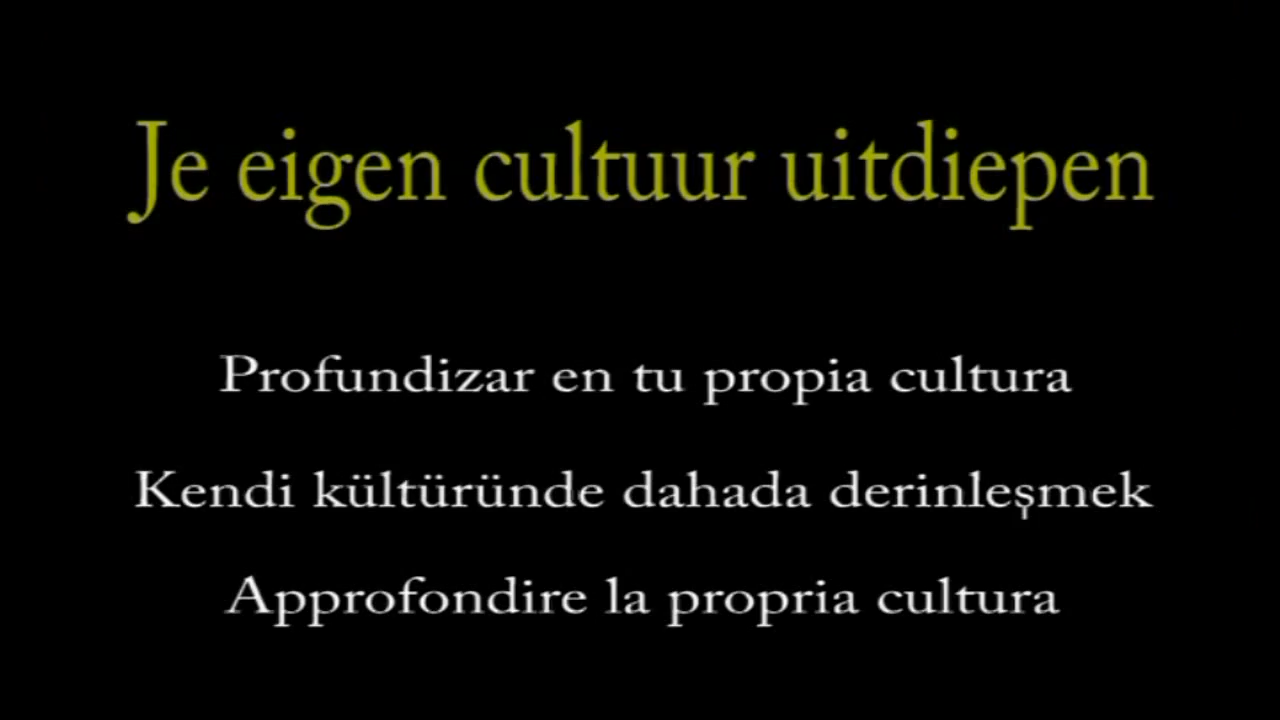 Je eigen cultuur uitdiepen
Profundizar en tu propia cultura
Kendi kültüründe dahada derinleşmek
Approfondire la propria cultura